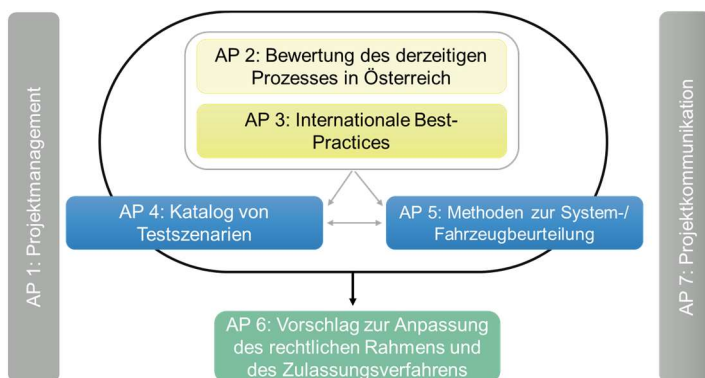 AP 1: Projektmanagement
AP 2: Bewertung des derzeitigen
Prozesses in Österreich
AP 3: Internationale Best-
Practices
AP 4: Katalog von
Testszenarien
AP 5: Methoden zur System-/
Fahrzeugbeurteilung
AP 6: Vorschlag zur Anpassung
des rechtlichen Rahmens und
des Zulassungsverfahrens
AP 7: Projektkommunikation